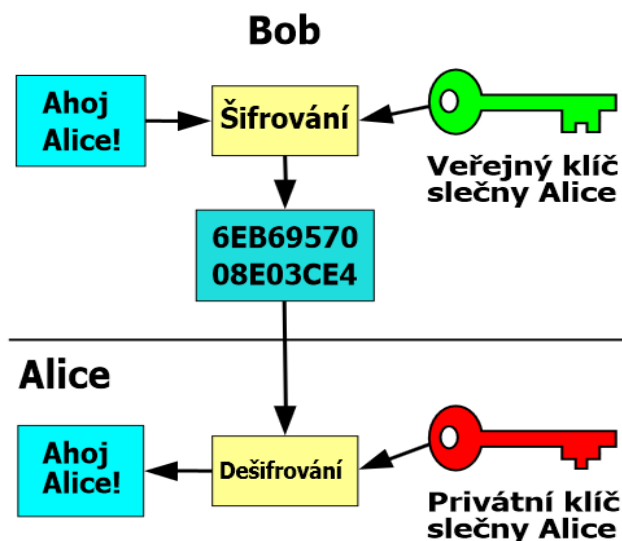 Bob
Ahoj
Alice!
Šifrování
Veřejný klíč
slečny Alice
6EB69570
08E03CE4
Alice
Ahoj
Alice!
Dešifrování
Privátní klíč
slečny Alice